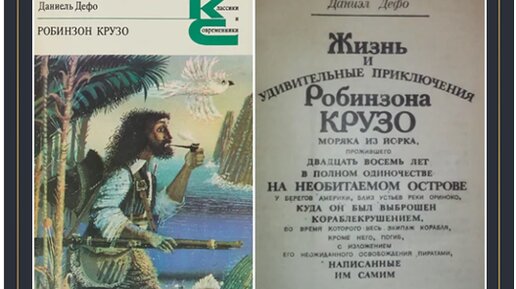 Даниель Дефо
РОБИНЗОН КРУЗО
Классики и
Современники
Даниэл Дефо
Жизнь
И
УДИВИТЕЛЬНЫЕ ПРИКЛЮЧЕНИЯ
Робинзона
КРУЗО
МОРЯКА ИЗ ЙОРКА,
ПРОЖИВШЕГО
ДВАДЦАТЬ ВОСЕМЬ ЛЕТ
В ПОЛНОМ ОДИНОЧЕСТВЕ
НА НЕОБИТАЕМОМ ОСТРОВЕ
У БЕРЕГОВ АМЕРИКИ, БЛИЗ УСТЬЕВ РЕКИ ОРИНОКО,
КУДА ОН БЫЛ ВЫБРОШЕН
КОРАБЛЕКРУШЕНИЕМ,
ВО ВРЕМЯ КОТОРОГО ВЕСЬ ЭКИПАЖ КОРАБЛЯ,
КРОМЕ НЕГО, ПОГИБ,
С ИЗЛОЖЕНИЕМ
ЕГО НЕОЖИДАННОГО ОСВОБОЖДЕНИЯ ПИРАТАМИ,
НАПИСАННЫЕ
ИМ САМИМ